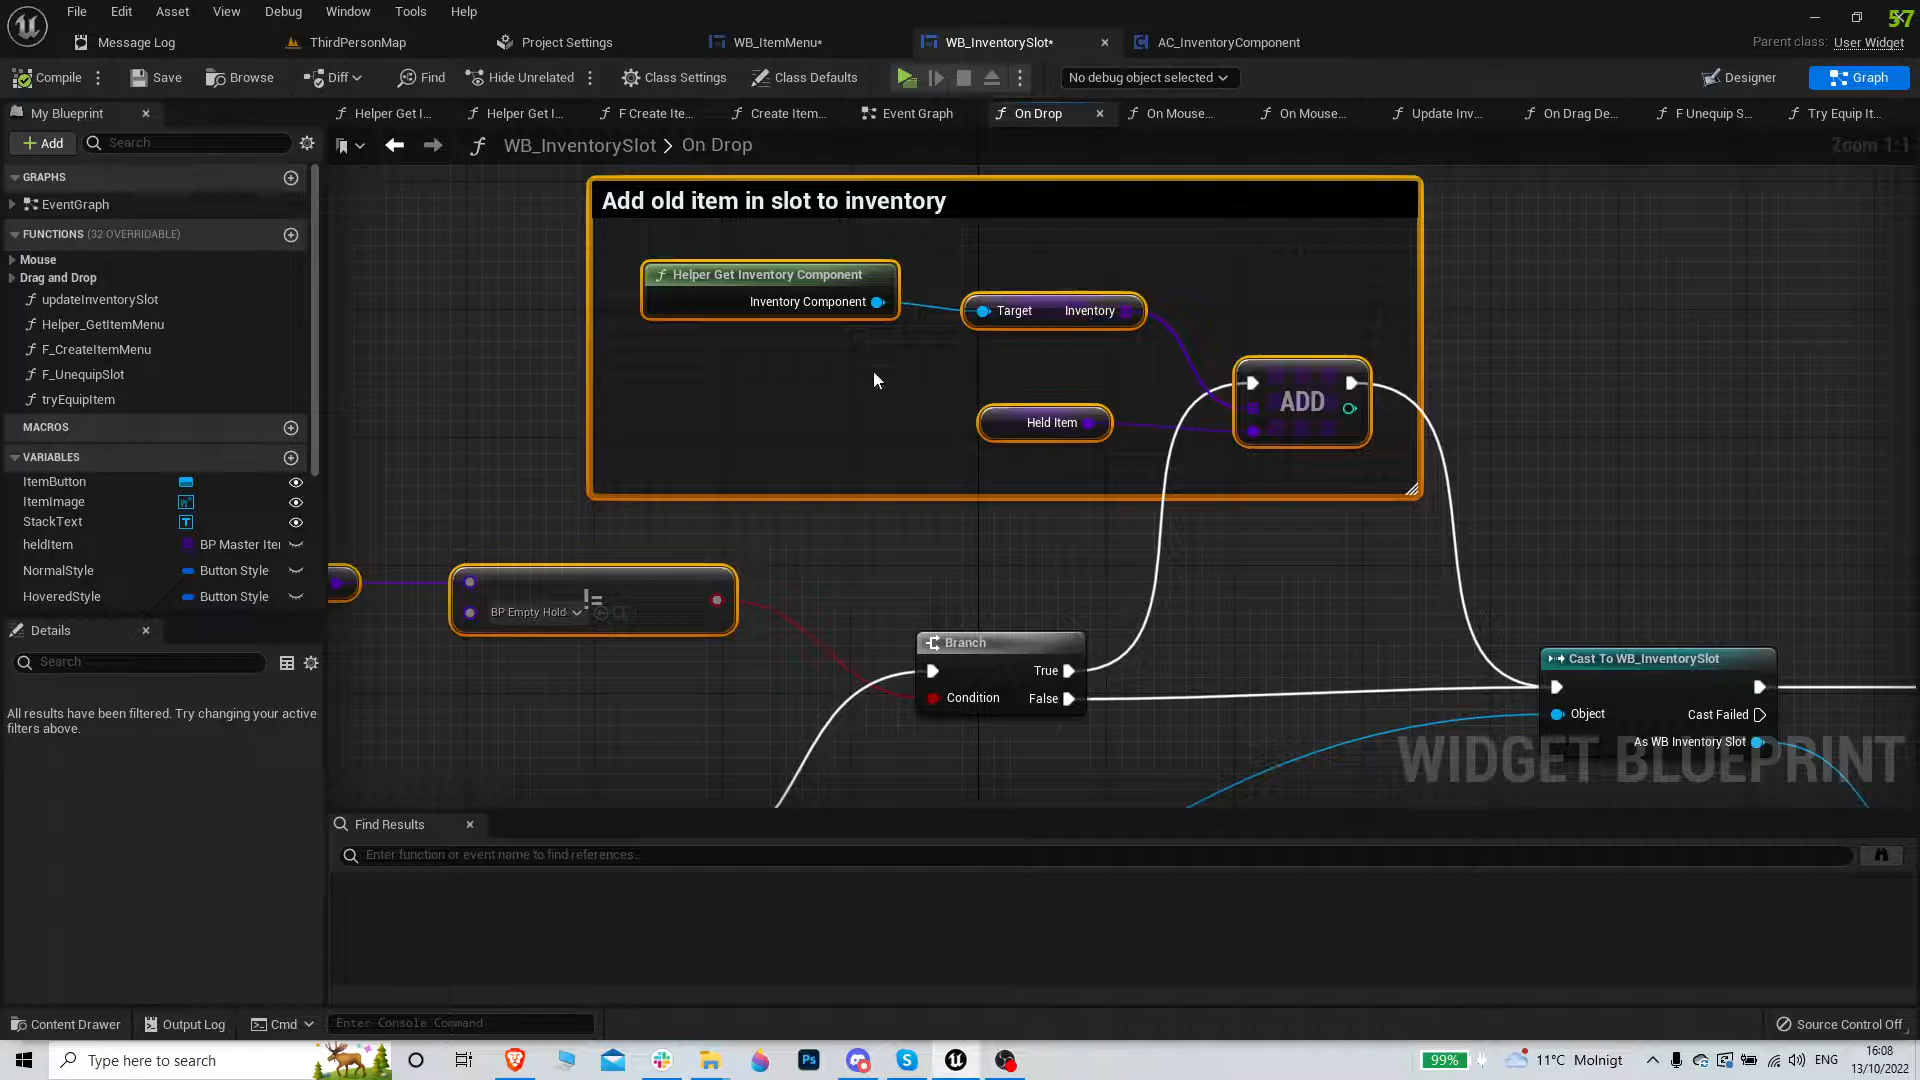 File Edit Asset View Debug Window Tools Help
57
Message Log ThirdPersonMap Project Settings WB_ItemMenu* WB_InventorySlot* AC_InventoryComponent
Parent class: User Widget
Compile Save Browse Diff Find Hide Unrelated Class Settings Class Defaults No debug object selected Designer Graph
My Blueprint
Helper Get I... Helper Get I... F Create Ite... Create Item... Event Graph On Drop On Mouse... On Mouse... Update Inv... On Drag De... F Unequip S... Try Equip It...
Add Search
WB_InventorySlot > On Drop
Zoom 1:1
GRAPHS
EventGraph
FUNCTIONS (32 OVERRIDABLE)
Mouse
Drag and Drop
updateInventorySlot
Helper_GetItemMenu
F_CreateItemMenu
F_UnequipSlot
tryEquipItem
MACROS
VARIABLES
ItemButton
ItemImage
StackText
heldItem BP Master Iter
NormalStyle Button Style
HoveredStyle Button Style
Details
Search
All results have been filtered. Try changing your active
filters above.
Add old item in slot to inventory
Helper Get Inventory Component
Inventory Component
Target Inventory
ADD
Held Item
!=
BP Empty Hold
Branch
True
Condition False
Cast To WB_InventorySlot
Object Cast Failed
As WB Inventory Slot
WIDGET BLUEPRINT
Find Results
Enter function or event name to find references...
Content Drawer Output Log Cmd Enter Console Command Source Control Off
Type here to search
Ps
99% 11°C Molnigt ENG
16:08
13/10/2022